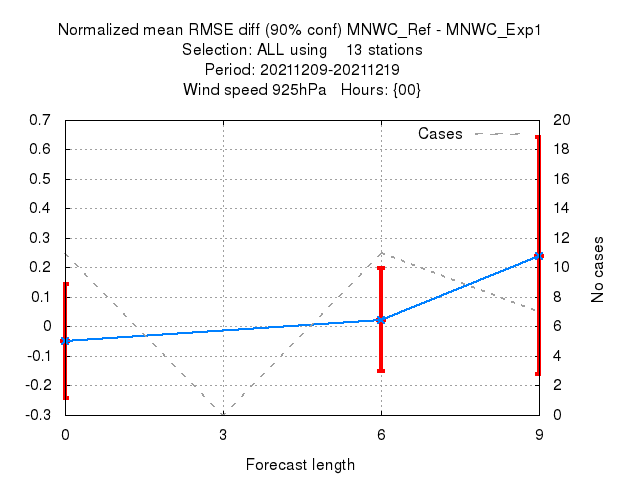 Normalized mean RMSE diff (90% conf) MNWC_Ref - MNWC_Exp1
Selection: ALL using 13 stations
Period: 20211209-20211219
Wind speed 925hPa Hours: {00}
Cases
0.7
0.6
0.5
0.4
0.3
0.2
0.1
0
-0.1
-0.2
-0.3
20
18
16
14
12
10
8
6
4
2
0
No cases
0 3 6 9
Forecast length